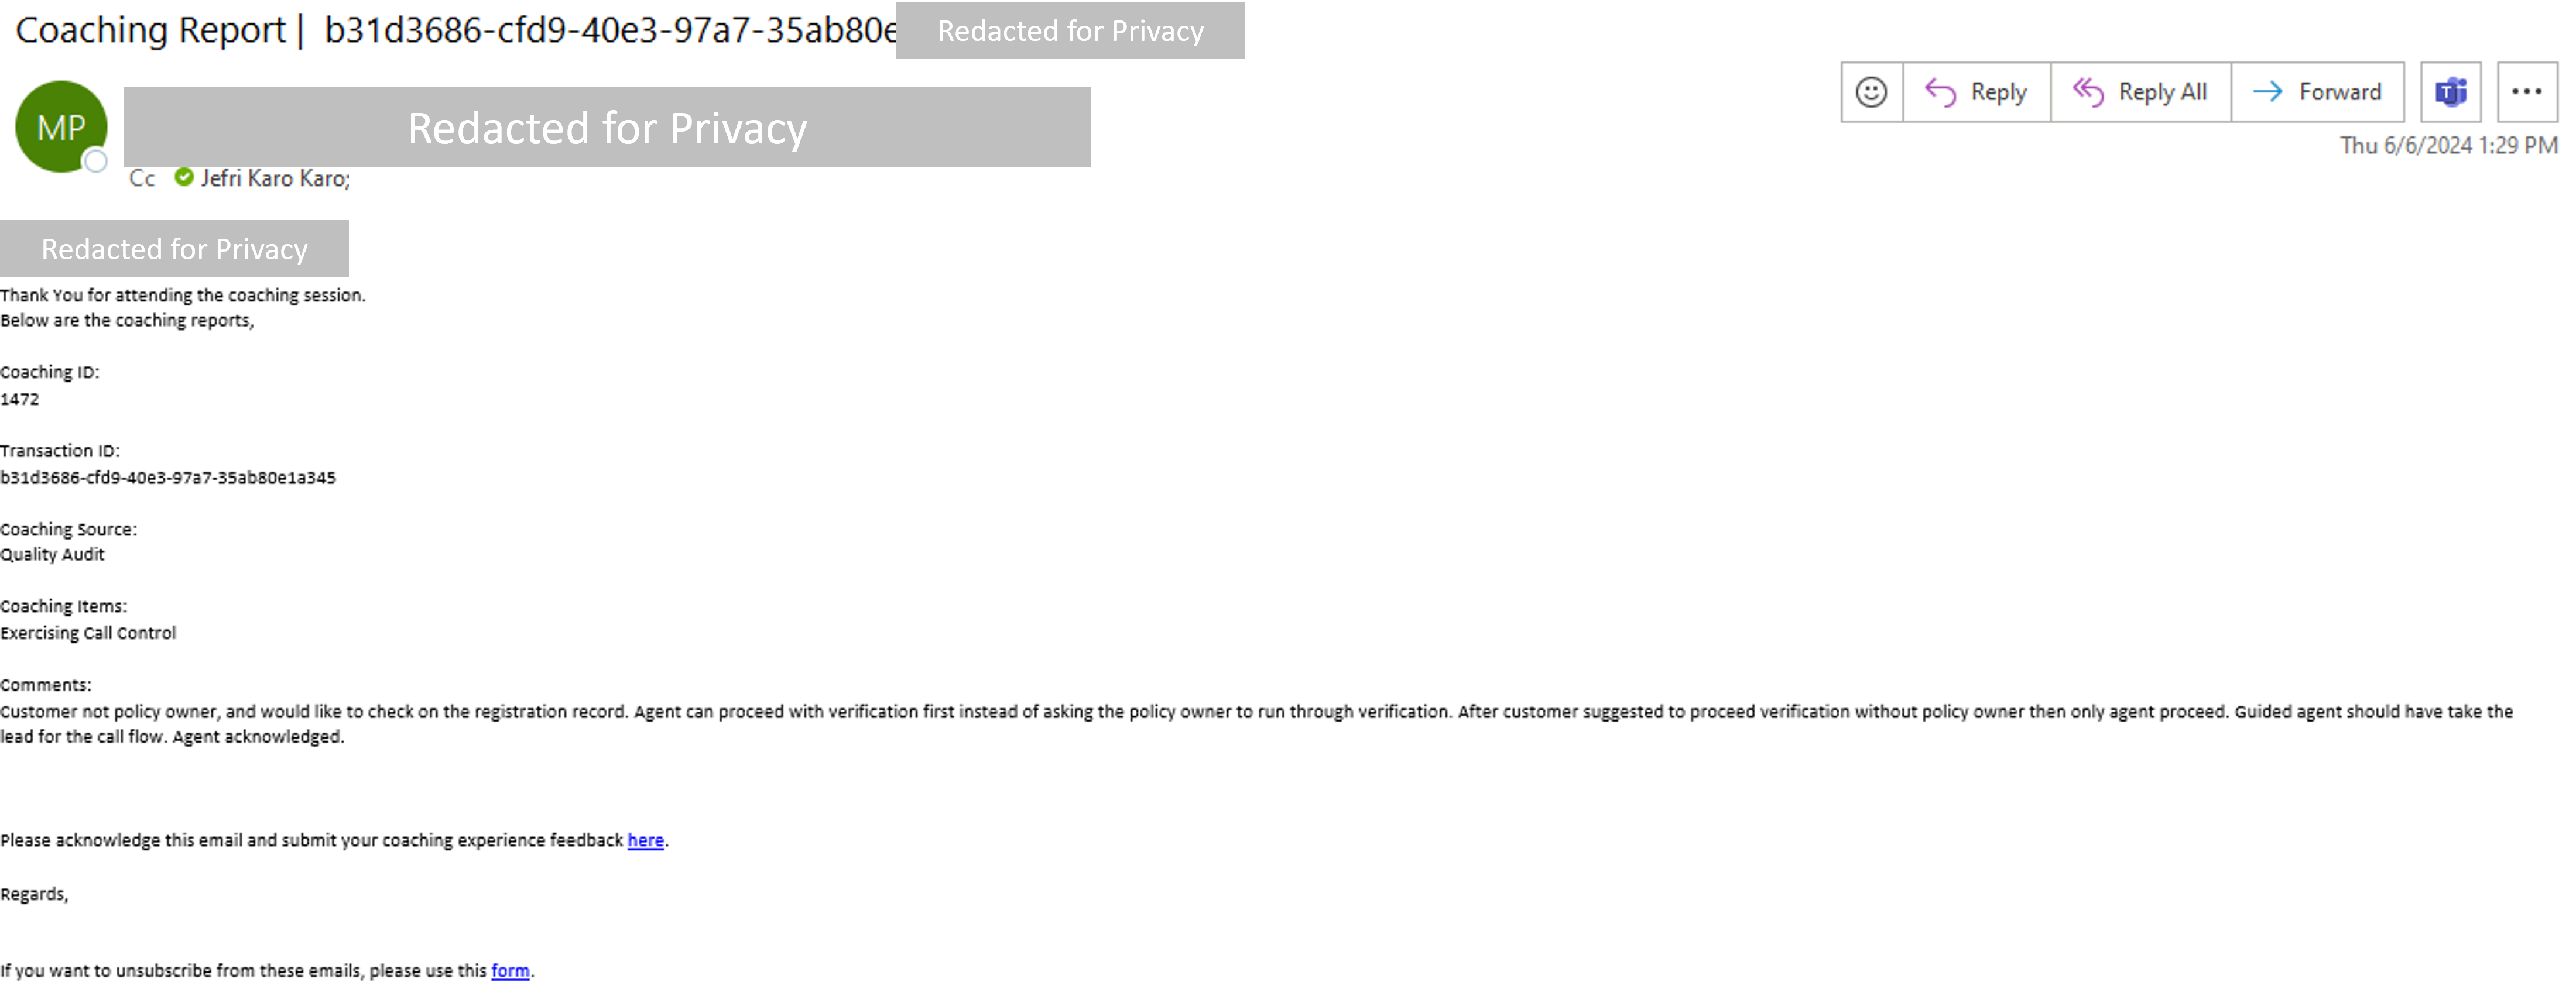 Coaching Report | b31d3686-cfd9-40e3-97a7-35ab80e
Redacted for Privacy
Reply
Reply All
Forward
MP
Redacted for Privacy
Thu 6/6/2024 1:29 PM
Cc Jefri Karo Karo;
Redacted for Privacy
Thank You for attending the coaching session.
Below are the coaching reports,
Coaching ID:
1472
Transaction ID:
b31d3686-cfd9-40e3-97a7-35ab80e1a345
Coaching Source:
Quality Audit
Coaching Items:
Exercising Call Control
Comments:
Customer not policy owner, and would like to check on the registration record. Agent can proceed with verification first instead of asking the policy owner to run through verification. After customer suggested to proceed verification without policy owner then only agent proceed. Guided agent should have take the
lead for the call flow. Agent acknowledged.
Please acknowledge this email and submit your coaching experience feedback here.
Regards,
If you want to unsubscribe from these emails, please use this form.